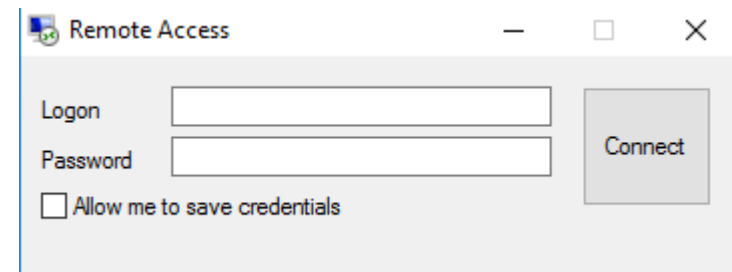 Remote Access
Logon
Connect
Password
Allow me to save credentials